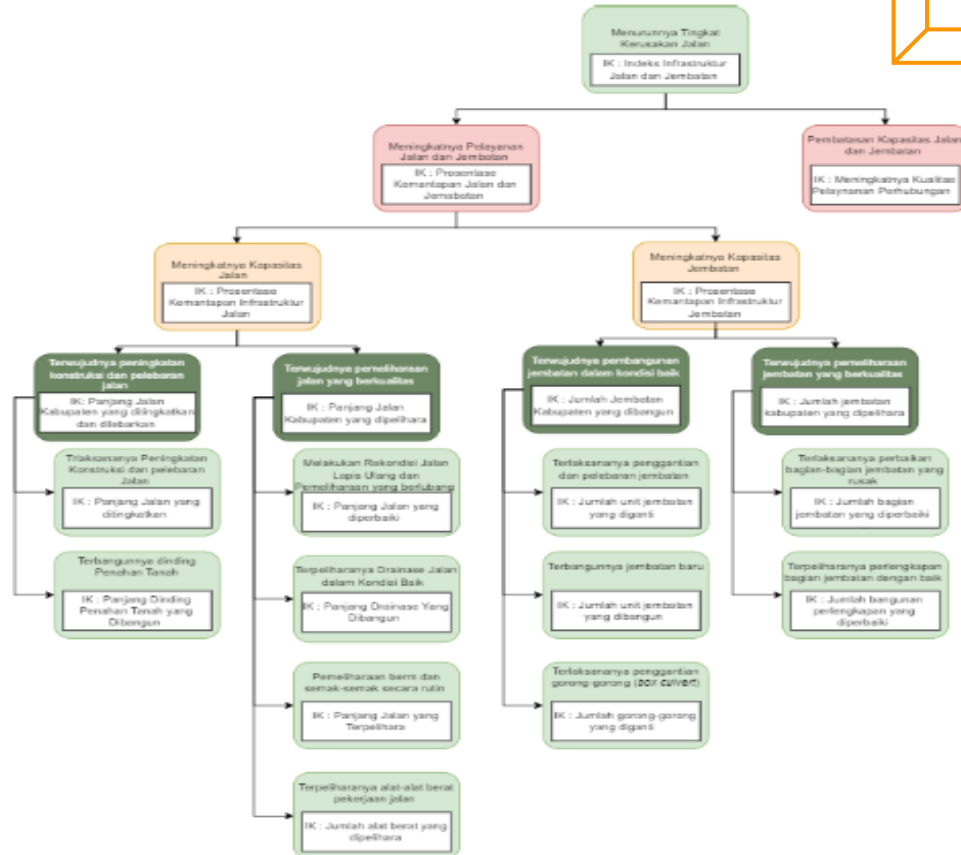 Menurunnya Tingkat
Kerusakan Jalan
IK : Indeks Infrastruktur
Jalan dan Jembatan
Meningkatnya Pelayanan
Jalan dan Jembatan
IK : Prosentase
Kemantapan Jalan dan
Jemabatan
Pembatasan Kapasitas Jalan
dan Jembatan
IK : Meningkatnya Kualitas
Pelaynanan Perhubungan
Meningkatnya Kapasitas
Jalan
IK : Prosentase
Kemantapan Infrastruktur
Jalan
Meningkatnya Kapasitas
Jembatan
IK : Prosentase
Kemantapan Infrastruktur
Jembatan
Terwujudnya peningkatan
konstruksi dan pelebaran
jalan
IK: Panjang Jalan
Kabupaten yang ditingkatkan
dan dilebarkan
Terwujudnya pemeliharaan
jalan yang berkualitas
IK : Panjang Jalan
Kabupaten yang dipelihara
Terwujudnya pembangunan
jembatan dalam kondisi baik
IK : Jumlah Jembatan
Kabupaten yang dibangun
Terwujudnya pemeliharaan
jembatan yang berkualitas
IK : Jumlah jembatan
kabupaten yang dipelihara
Trlaksananya Peningkatan
Konstruksi dan pelebaran
Jalan
IK : Panjang Jalan yang
ditingkatkan
Terbangunnya dinding
Penahan Tanah
IK : Panjang Dinding
Penahan Tanah yang
Dibangun
Melakukan Rekondisi Jalan
Lapis Ulang dan
Pemeliharaan yang berlubang
IK : Panjang Jalan yang
diperbaiki
Terpeliharanya Drainase Jalan
dalam Kondisi Baik
IK : Panjang Drainase Yang
Dibangun
Pemeliharaan berm dan
semak-semak secara rutin
IK : Panjang Jalan yang
Terpelihara
Terpeliharanya alat-alat berat
pekerjaan jalan
IK : Jumlah alat berat yang
dipelihara
Terlaksananya penggantian
dan pelebaran jembatan
IK : Jumlah unit jembatan
yang diganti
Terbangunnya jembatan baru
IK : Jumlah unit jembatan
yang dibangun
Terlaksananya penggantian
gorong-gorong (box culvert)
IK : Jumlah gorong-gorong
yang diganti
Terlaksananya perbaikan
bagian-bagian jembatan yang
rusak
IK : Jumlah bagian
jembatan yang diperbaiki
Terpeliharanya perlengkapan
bagian jembatan dengan baik
IK : Jumlah bangunan
perlengkapan yang
diperbaiki